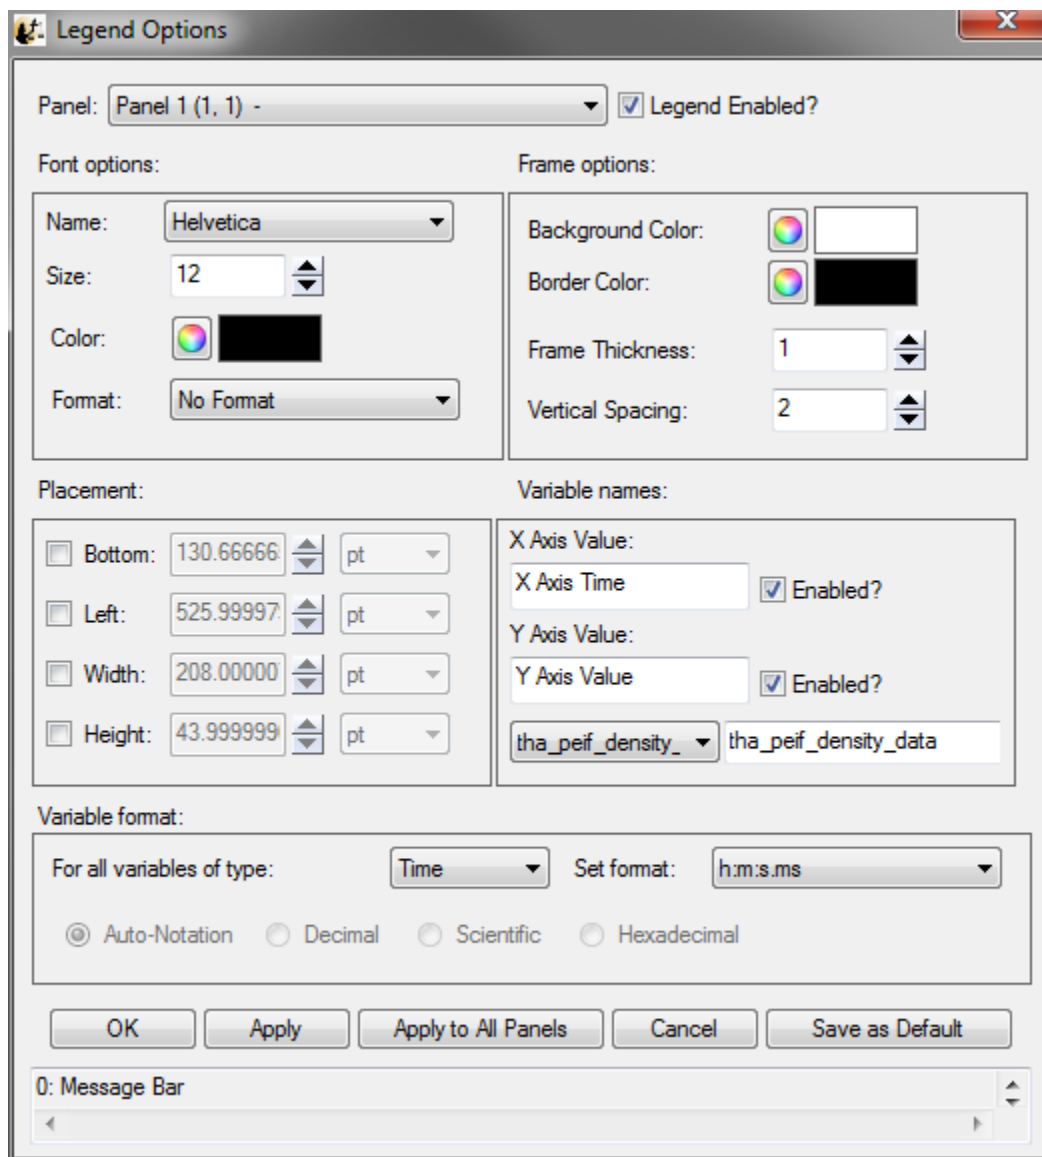 Legend Options
Panel: Panel 1 (1, 1) - Legend Enabled?
Font options:
Name: Helvetica
Size: 12
Color:
Format: No Format
Frame options:
Background Color:
Border Color:
Frame Thickness: 1
Vertical Spacing: 2
Placement:
Bottom: 130.66666 pt
Left: 525.99997 pt
Width: 208.00000 pt
Height: 43.999999 pt
Variable names:
X Axis Value:
X Axis Time Enabled?
Y Axis Value:
Y Axis Value Enabled?
tha_peif_density_ tha_peif_density_data
Variable format:
For all variables of type: Time Set format: h:m:s.ms
Auto-Notation Decimal Scientific Hexadecimal
OK Apply Apply to All Panels Cancel Save as Default
0: Message Bar